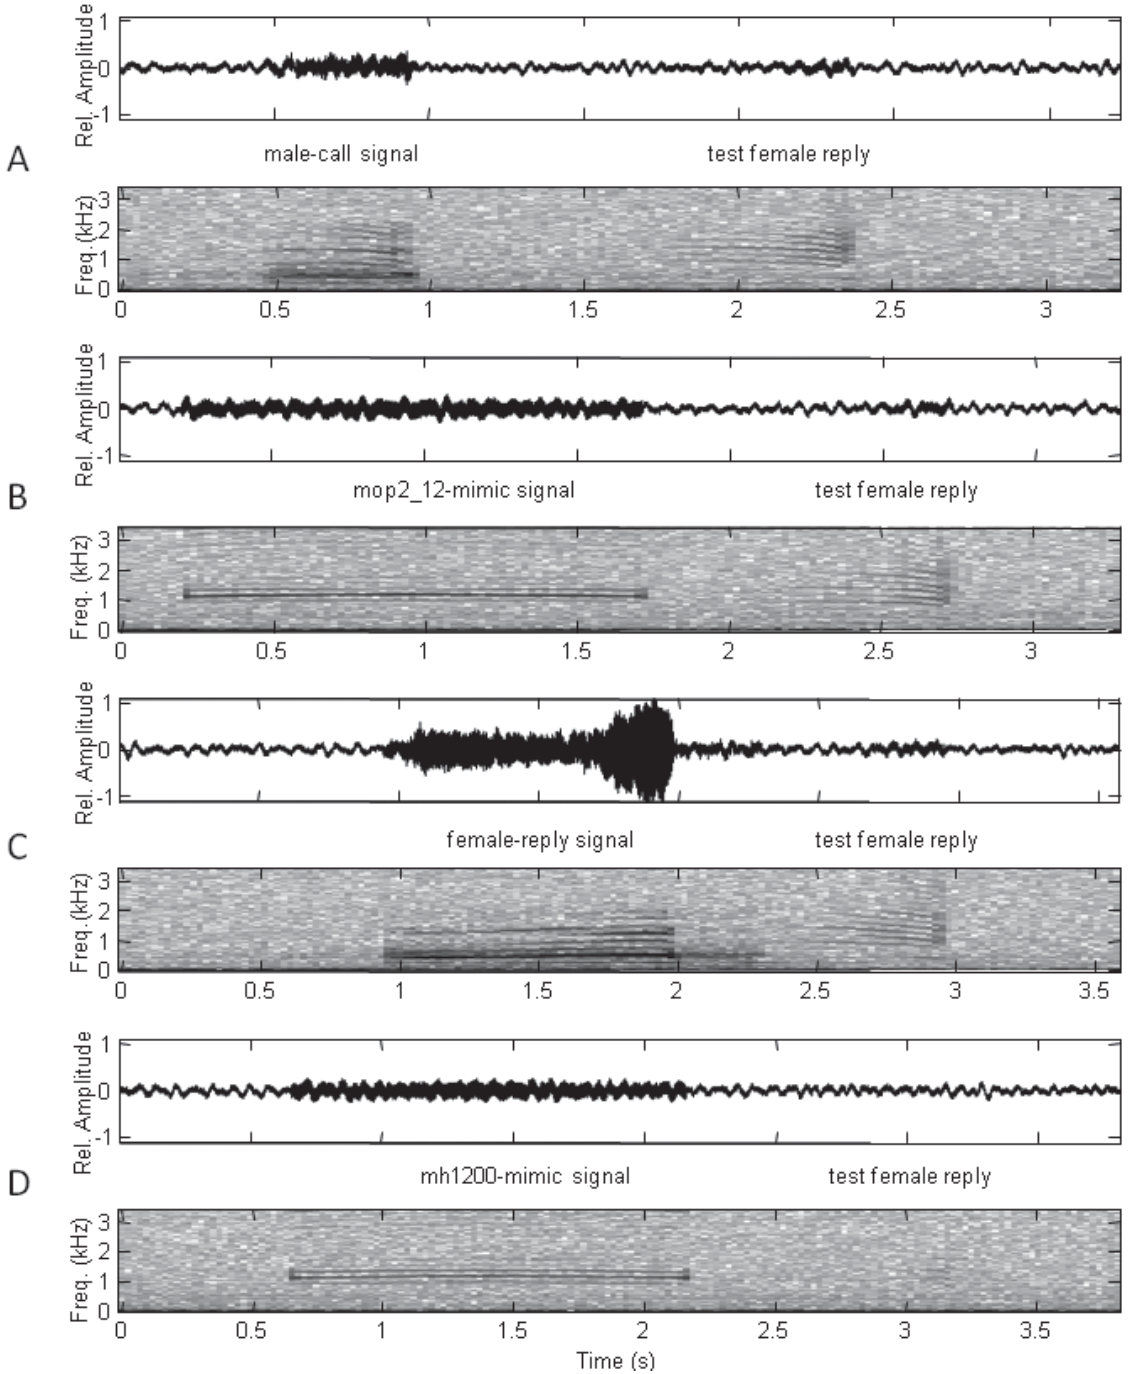 Rel. Amplitude
1
0
-1
A
male-call signal
test female reply
Freq.(kHz)
3
2
1
0
0 0.5 1 1.5 2 2.5 3
Rel. Amplitude
1
0
-1
B
mop2_12-mimic signal
test female reply
Freq. (kHz)
3
2
1
0
0 0.5 1 1.5 2 2.5 3
Rel. Amplitude
1
0
-1
C
female-reply signal
test female reply
Freq.(kHz)
3
2
1
0
0 0.5 1 1.5 2 2.5 3 3.5
Rel. Amplitude
1
0
-1
D
mh1200-mimic signal
test female reply
Freq. (kHz)
3
2
1
0
0 0.5 1 1.5 2 2.5 3 3.5
Time (s)